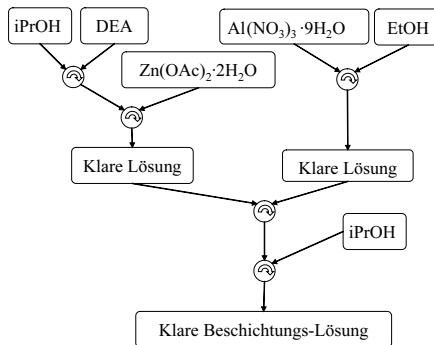 iPrOH
DEA
Al(NO₃)₃·9H₂O
EtOH
Zn(OAc)₂·2H₂O
Klare Lösung
Klare Lösung
iPrOH
Klare Beschichtungs-Lösung